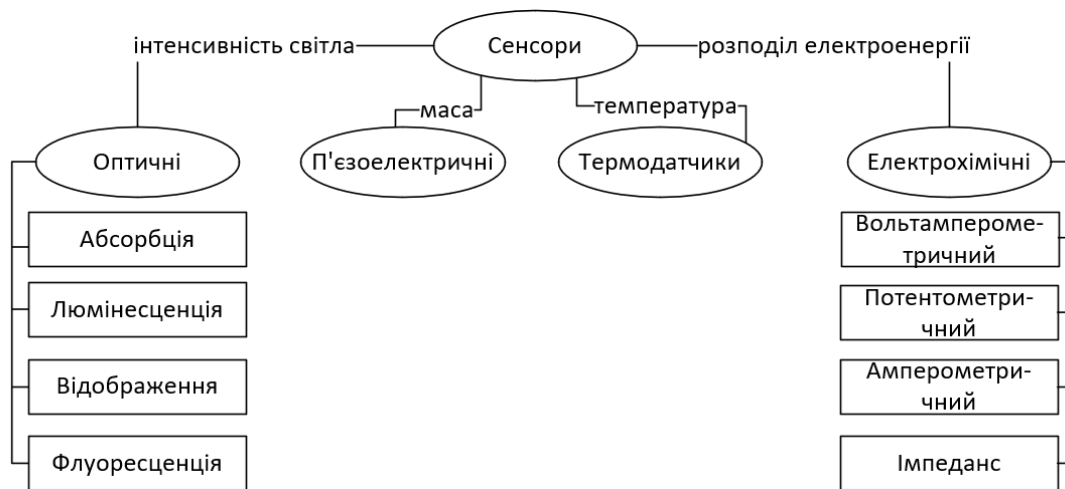 інтенсивність світла
Сенсори
розподіл електроенергії
маса
температура
Оптичні
П'єзоелектричні
Термодатчики
Електрохімічні
Абсорбція
Люмінесценція
Відображення
Флуоресценція
Вольтампероме-
тричний
Потентометри-
чний
Амперометри-
чний
Імпеданс